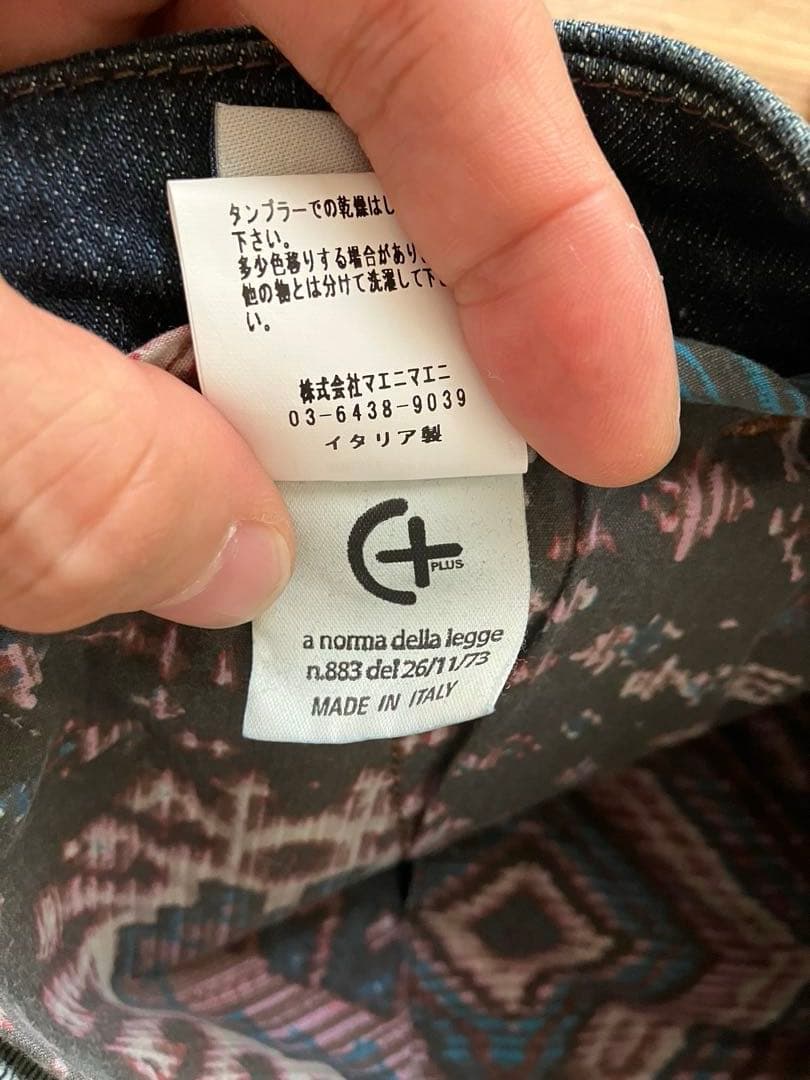 タンブラーでの乾燥はし
下さい。
多少色移りする場合があり
他の物とは分けて洗濯して下さ
い。
株式会社マエニマエニ
03-6438-9039
イタリア製
PLUS
a norma della legge
n.883 del 26/11/73
MADE IN ITALY